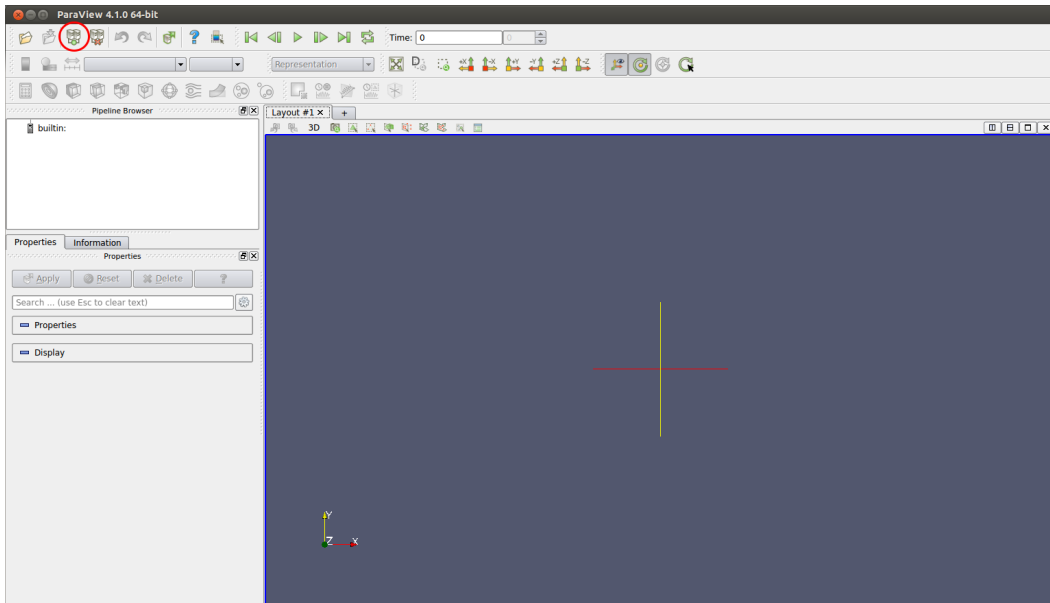 ParaView 4.1.0 64-bit
Time: 0 0
Representation
+X -X +Y -Y +Z -Z
Pipeline Browser
Layout #1 +
builtin:
3D
Properties Information
Properties
Apply Reset Delete ?
Search ... (use Esc to clear text)
Properties
Display
Y
Z X